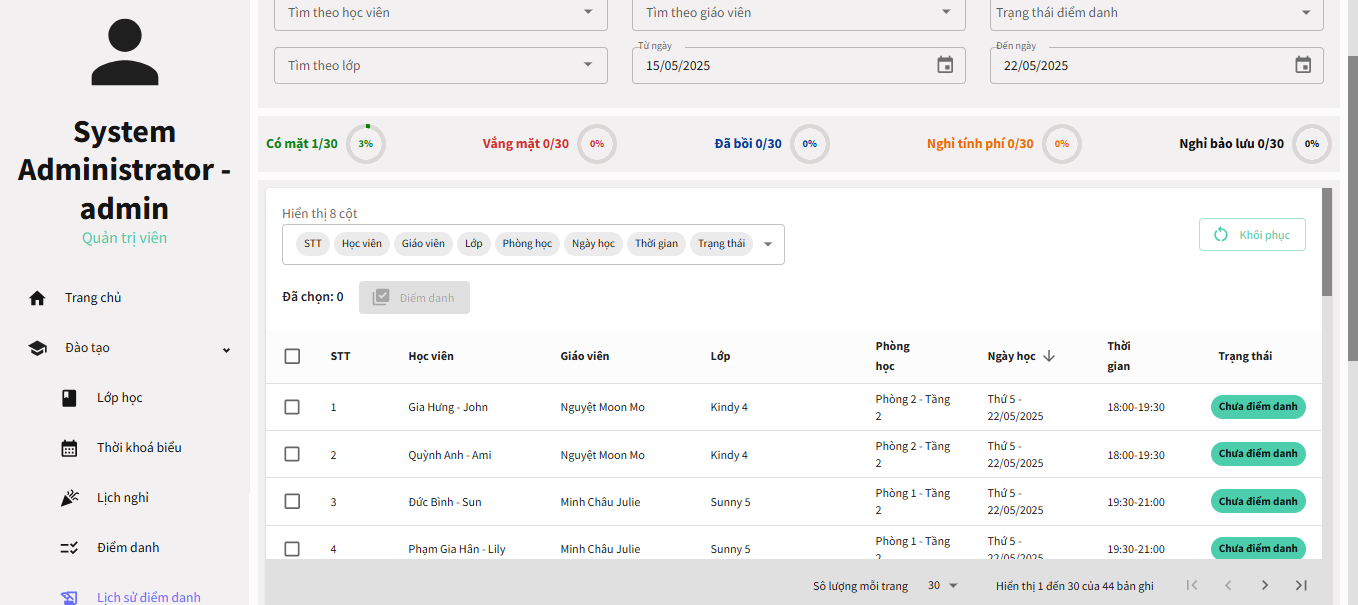 System
Administrator -
admin
Quản trị viên
Trang chủ
Đào tạo
Lớp học
Thời khoá biểu
Lịch nghỉ
Điểm danh
Lịch sử điểm danh
Tìm theo học viên
Tìm theo giáo viên
Trạng thái điểm danh
Tìm theo lớp
Từ ngày
15/05/2025
Đến ngày
22/05/2025
Có mặt 1/30 3%
Vắng mặt 0/30 0%
Đã bồi 0/30 0%
Nghỉ tính phí 0/30 0%
Nghỉ bảo lưu 0/30 0%
Hiển thị 8 cột
STT Học viên Giáo viên Lớp Phòng học Ngày học Thời gian Trạng thái
Khôi phục
Đã chọn: 0
Điểm danh
STT Học viên Giáo viên Lớp Phòng học Ngày học Thời gian Trạng thái
1 Gia Hưng - John Nguyệt Moon Mo Kindy 4 Phòng 2 - Tầng 2 Thứ 5 - 22/05/2025 18:00-19:30 Chưa điểm danh
2 Quỳnh Anh - Ami Nguyệt Moon Mo Kindy 4 Phòng 2 - Tầng 2 Thứ 5 - 22/05/2025 18:00-19:30 Chưa điểm danh
3 Đức Bình - Sun Minh Châu Julie Sunny 5 Phòng 1 - Tầng 2 Thứ 5 - 22/05/2025 19:30-21:00 Chưa điểm danh
4 Phạm Gia Hân - Lily Minh Châu Julie Sunny 5 Phòng 1 - Tầng 2 Thứ 5 - 22/05/2025 19:30-21:00 Chưa điểm danh
Số lượng mỗi trang 30 Hiển thị 1 đến 30 của 44 bản ghi